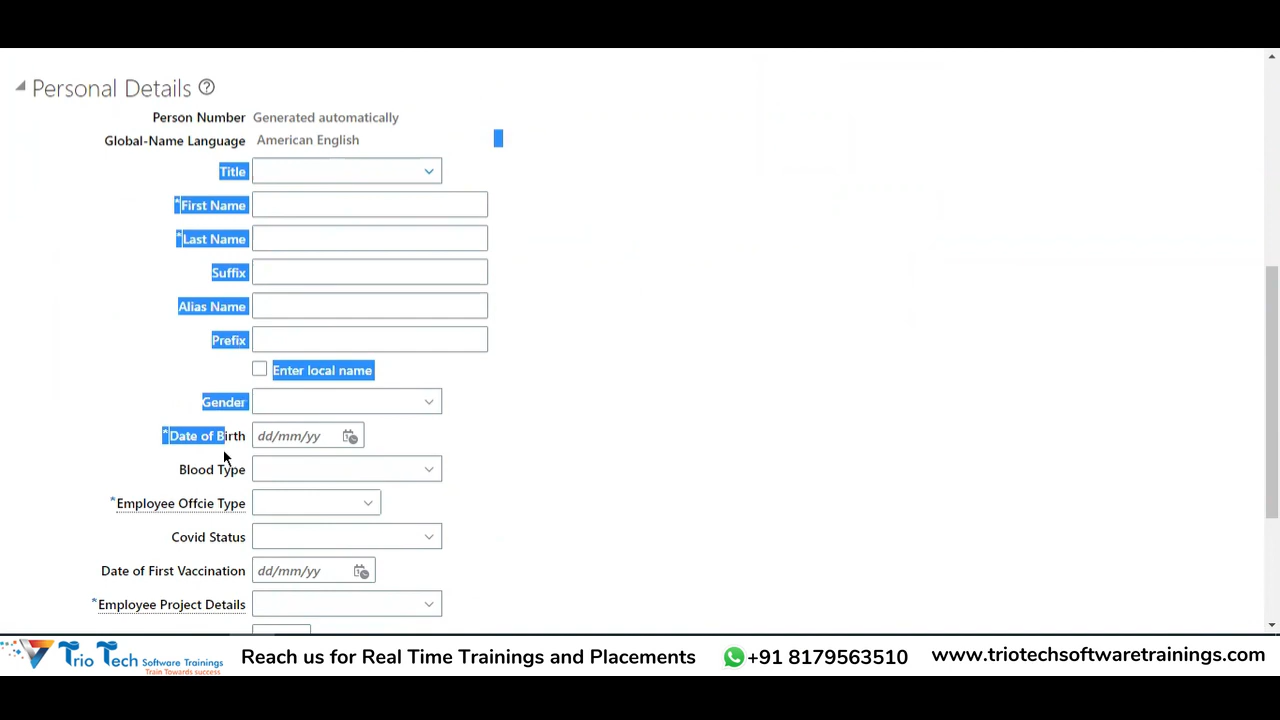 Personal Details ?
Person Number Generated automatically
Global-Name Language American English
Title
*First Name
*Last Name
Suffix
Alias Name
Prefix
Enter local name
Gender
*Date of Birth dd/mm/yy
Blood Type
*Employee Offcie Type
Covid Status
Date of First Vaccination dd/mm/yy
*Employee Project Details
Trio Tech Software Trainings
Train Towards success
Reach us for Real Time Trainings and Placements
+91 8179563510
www.triotechsoftwaretrainings.com